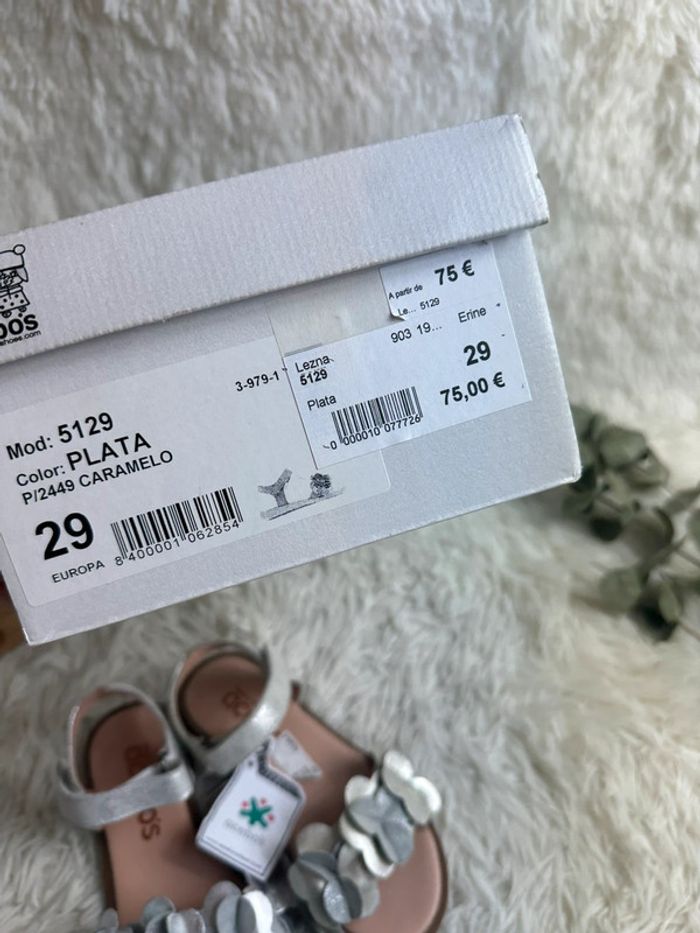 A partir de 75 €
Le... 5129
903 19... Erine
Lezna
5129
29
Plata
75,00 €
0 000010 077726
3-979-1
Mod: 5129
Color: PLATA
P/2449 CARAMELO
29
EUROPA
8 400001 062854